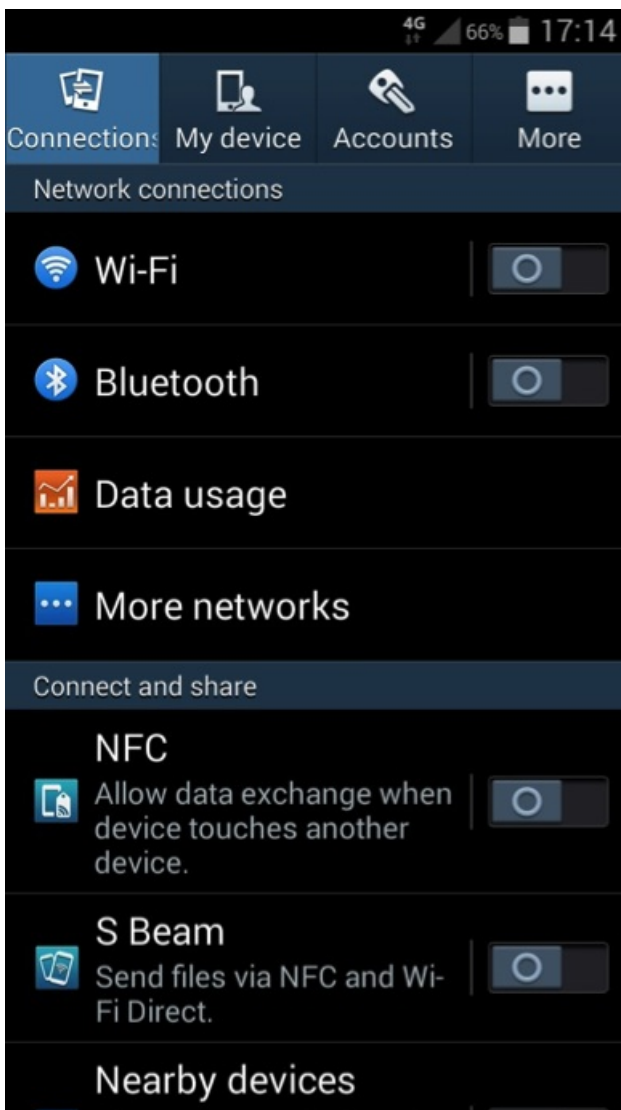 4G 66% 17:14
Connections My device Accounts More
Network connections
Wi-Fi
Bluetooth
Data usage
More networks
Connect and share
NFC
Allow data exchange when
device touches another
device.
S Beam
Send files via NFC and Wi-
Fi Direct.
Nearby devices